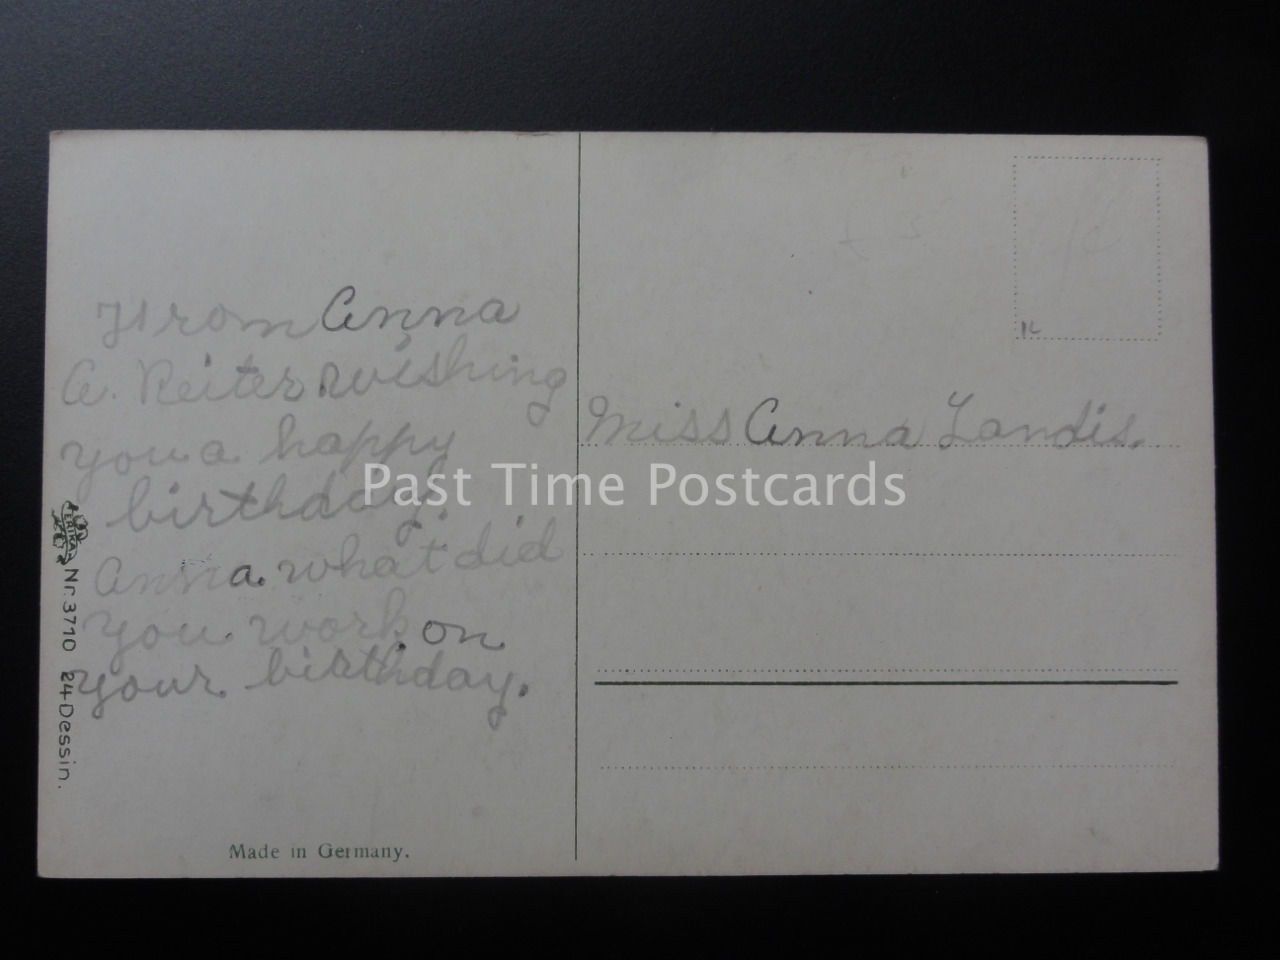 From Anna
A. Reiter wishing
you a happy
birthday.
Anna. what did
you work on
your birthday.
Miss Anna Landis.
ERIKA
Nr. 3710 24 Dessin.
Made in Germany.
Past Time Postcards